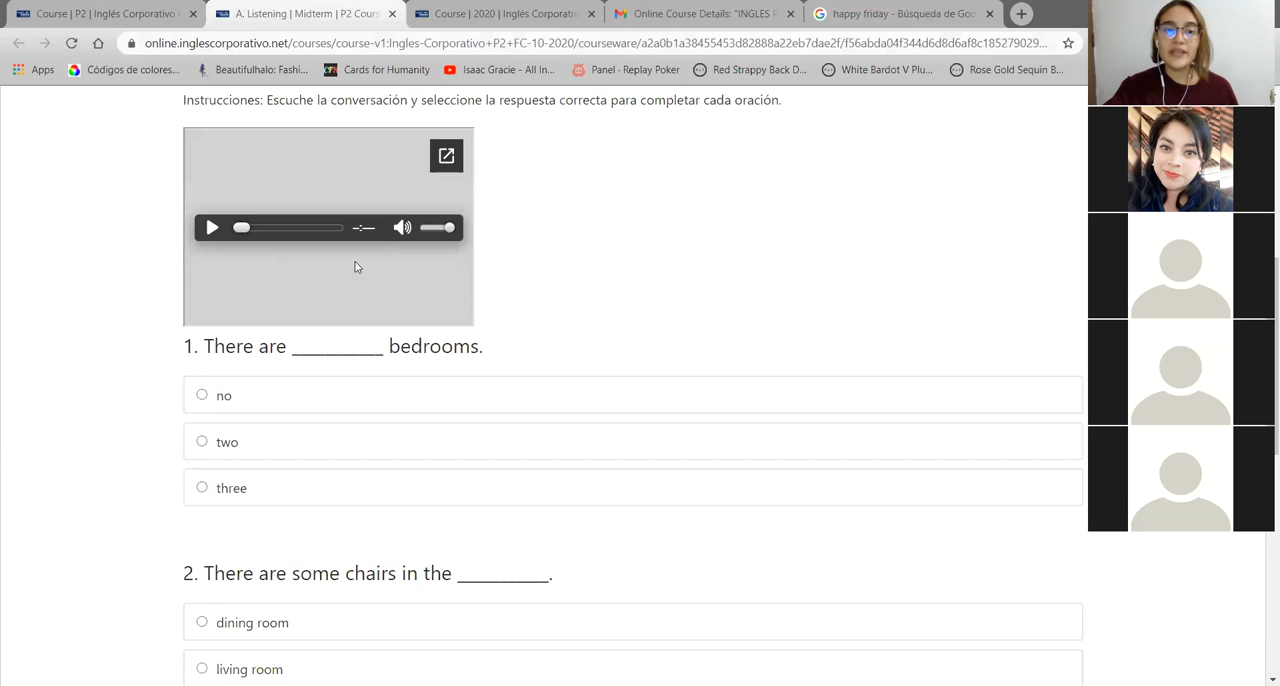 Course | P2 | Inglés Corporativo
A. Listening | Midterm | P2 Cours
Course | 2020 | Inglés Corporati
Online Course Details: "INGLES P
happy friday - Búsqueda de Goo
online.inglescorporativo.net/courses/course-v1:Ingles-Corporativo+P2+FC-10-2020/courseware/a2a0b1a38455453d82888a22eb7dae2f/f56abda04f344d6d8d6af8c185279029...
Apps
Códigos de colores...
Beautifulhalo: Fashi...
Cards for Humanity
Isaac Gracie - All In...
Panel · Replay Poker
Red Strappy Back D...
White Bardot V Plu...
Rose Gold Sequin B...
Instrucciones: Escuche la conversación y seleccione la respuesta correcta para completar cada oración.
-:--
1. There are __________ bedrooms.
no
two
three
2. There are some chairs in the __________.
dining room
living room